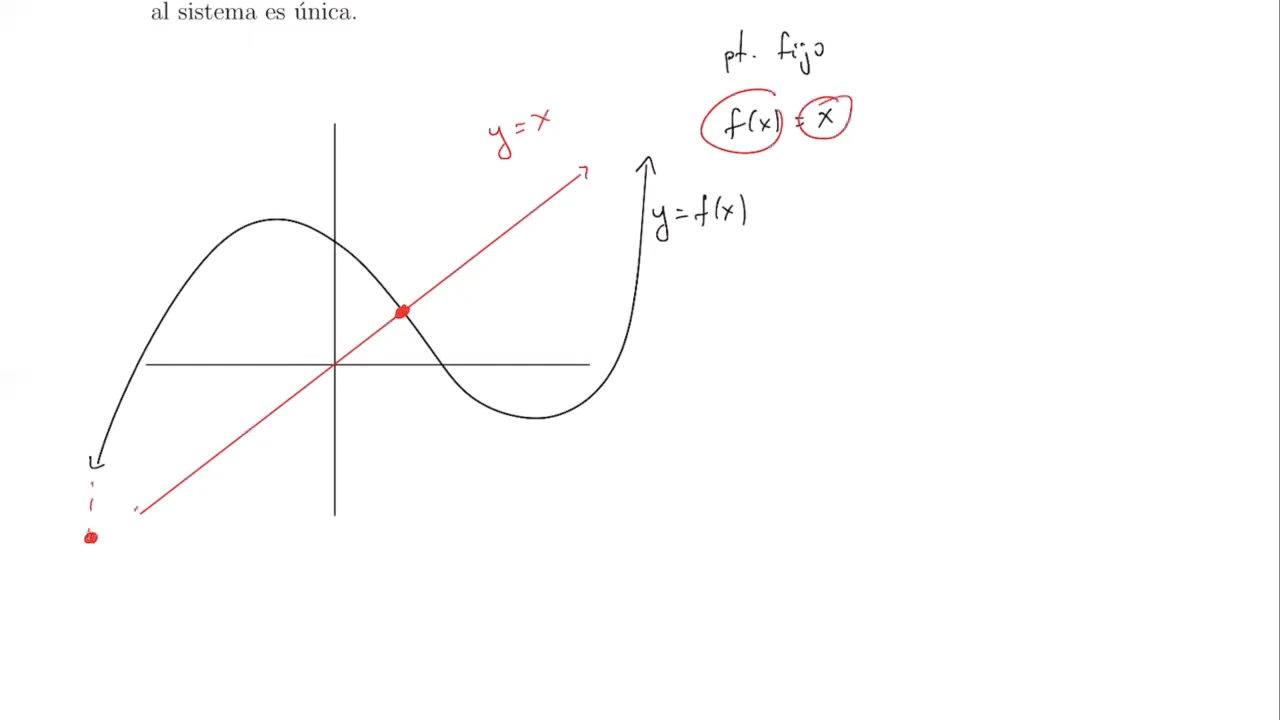 al sistema es única.
pt. fijo
f(x) = x
y = x
y = f(x)